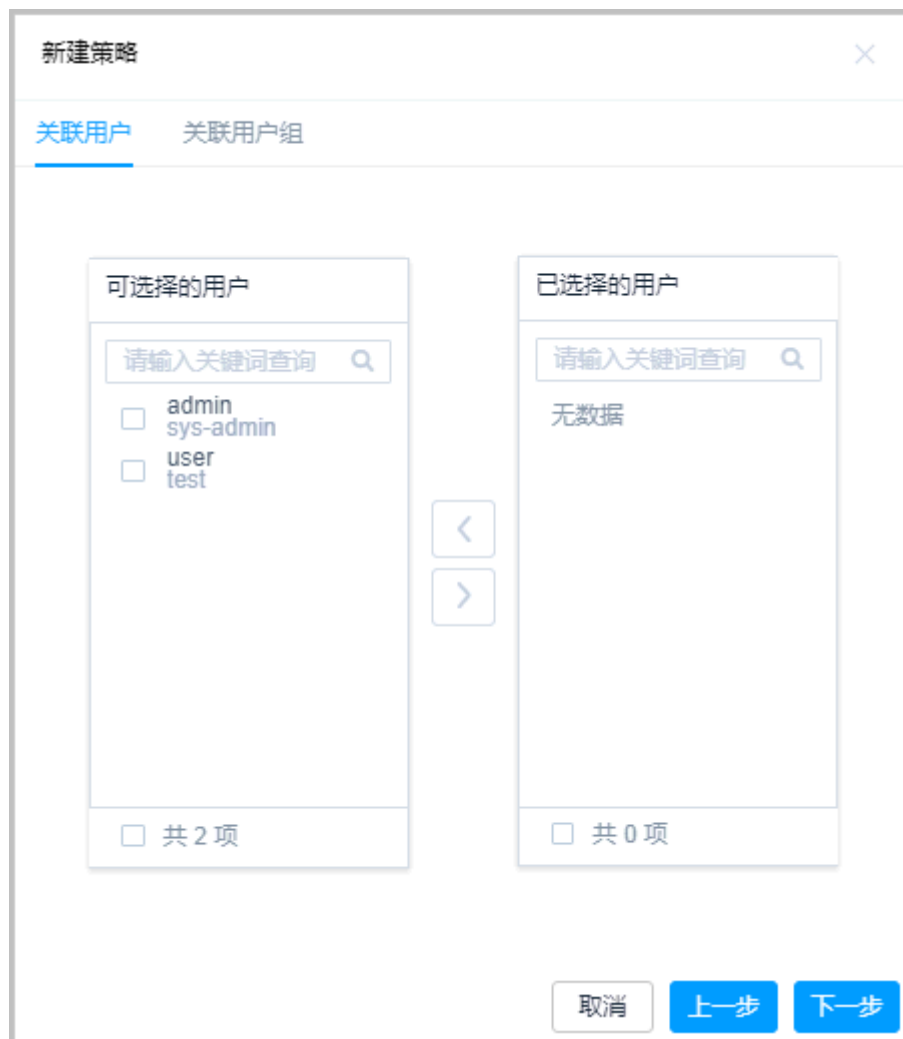 新建策略
关联用户 关联用户组
可选择的用户
请输入关键词查询
admin
sys-admin
user
test
共 2 项
已选择的用户
请输入关键词查询
无数据
共 0 项
取消 上一步 下一步